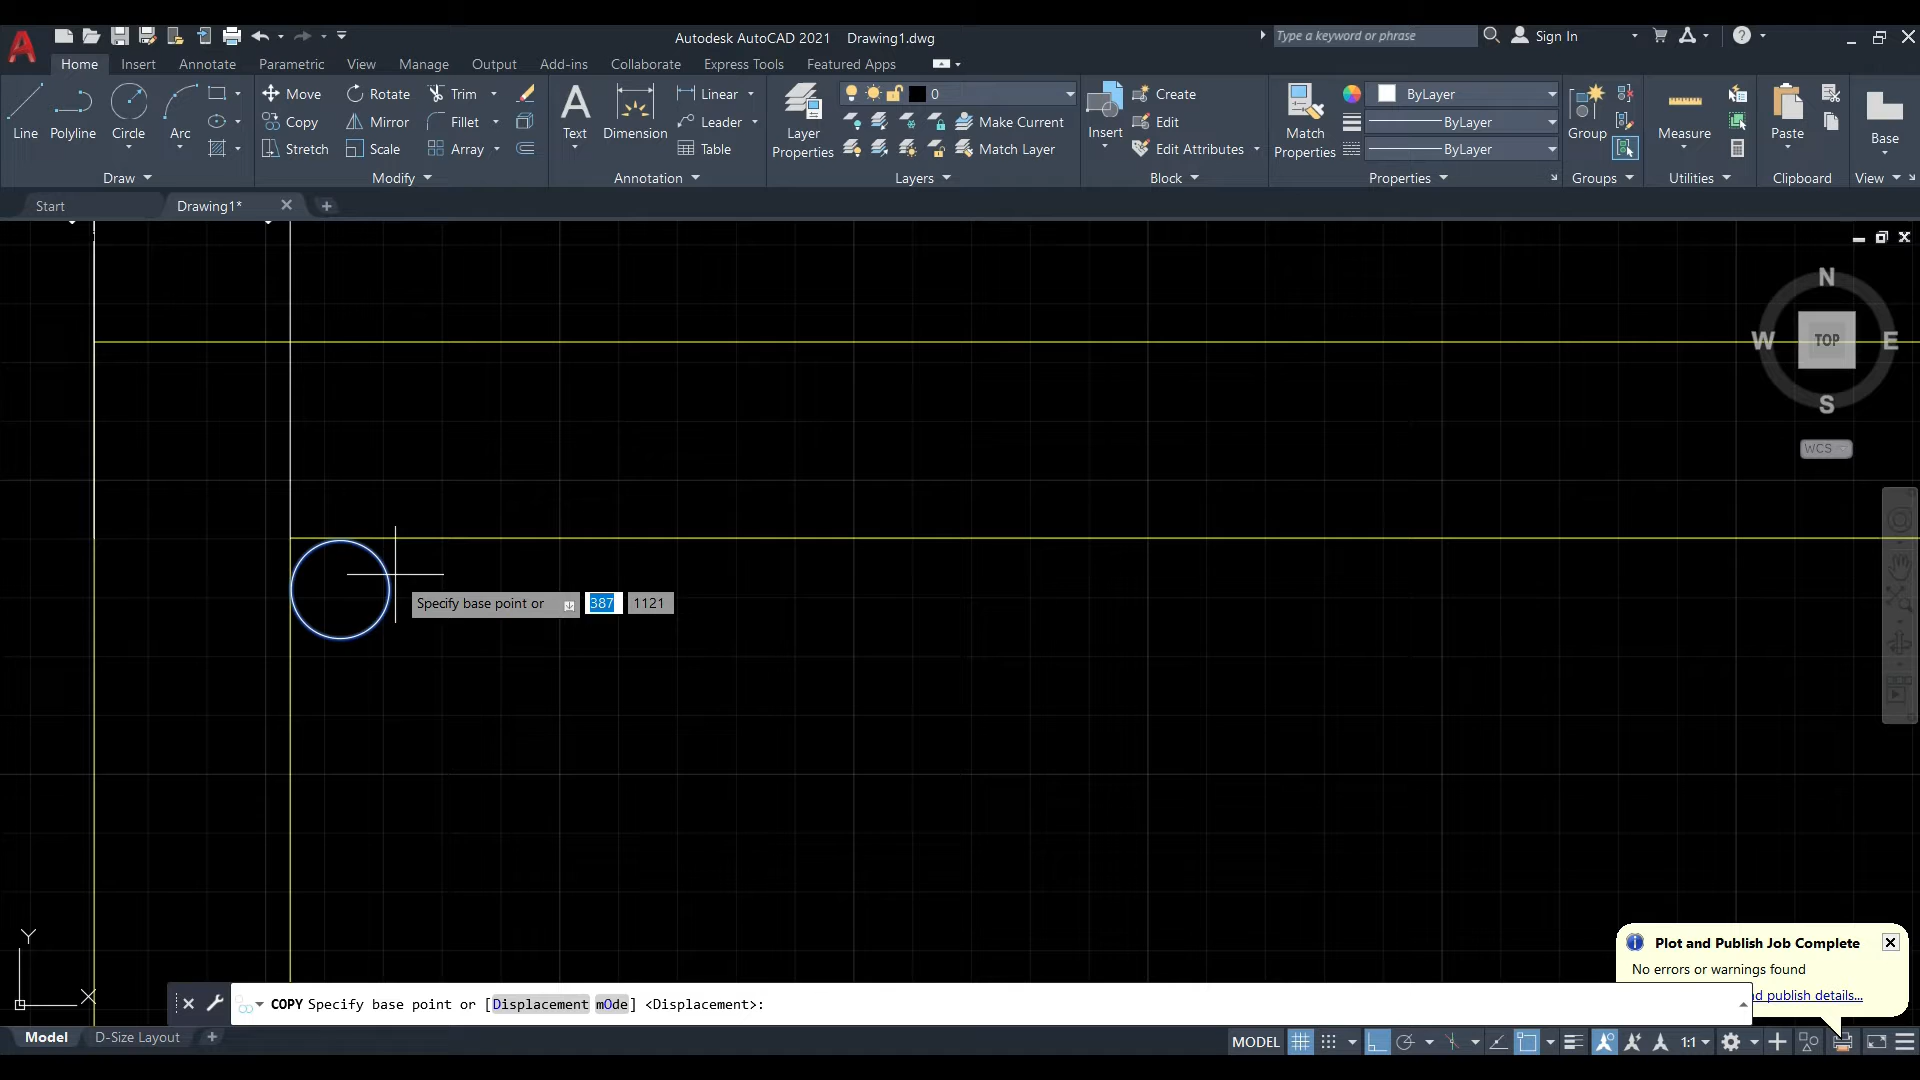 Autodesk AutoCAD 2021 Drawing1.dwg
Type a keyword or phrase
Sign In
Home Insert Annotate Parametric View Manage Output Add-ins Collaborate Express Tools Featured Apps
Line
Polyline
Circle
Arc
Draw
Move
Rotate
Trim
Copy
Mirror
Fillet
Stretch
Scale
Array
Modify
A
Text
Dimension
Linear
Leader
Table
Annotation
Layer
Properties
0
Make Current
Match Layer
Layers
Insert
Create
Edit
Edit Attributes
Block
Match
Properties
ByLayer
ByLayer
ByLayer
Properties
Group
Groups
Measure
Utilities
Paste
Clipboard
Base
View
Start
Drawing1*
N
W
TOP
E
S
WCS
Specify base point or 387 1121
Y
X
Plot and Publish Job Complete
No errors or warnings found
d publish details...
COPY Specify base point or [Displacement mOde] <Displacement>:
Model
D-Size Layout
MODEL
1:1